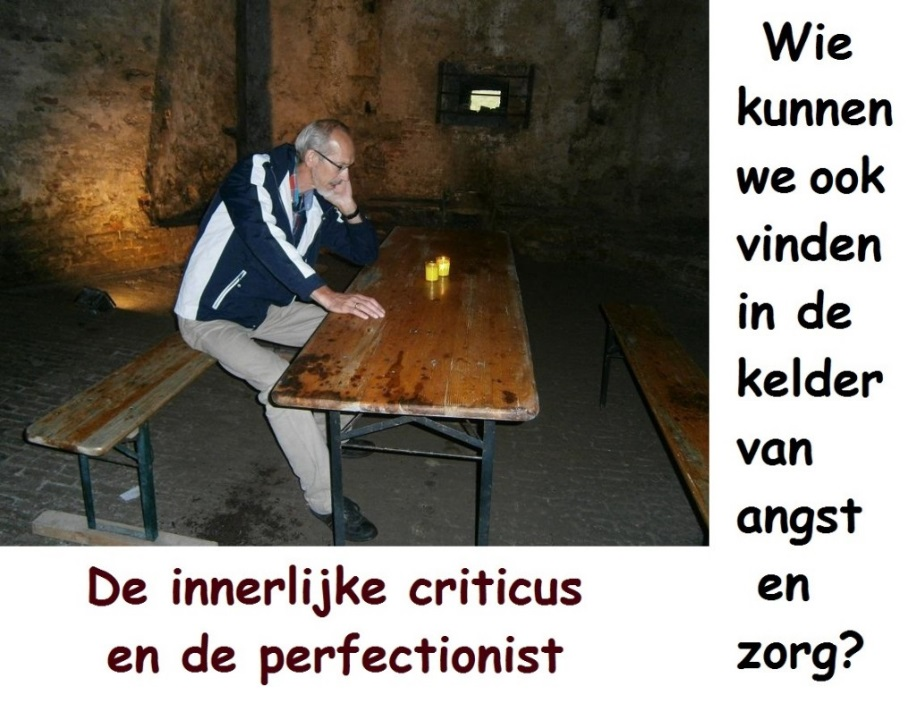 Wie
kunnen
we ook
vinden
in de
kelder
van
angst
en
zorg?
De innerlijke criticus
en de perfectionist